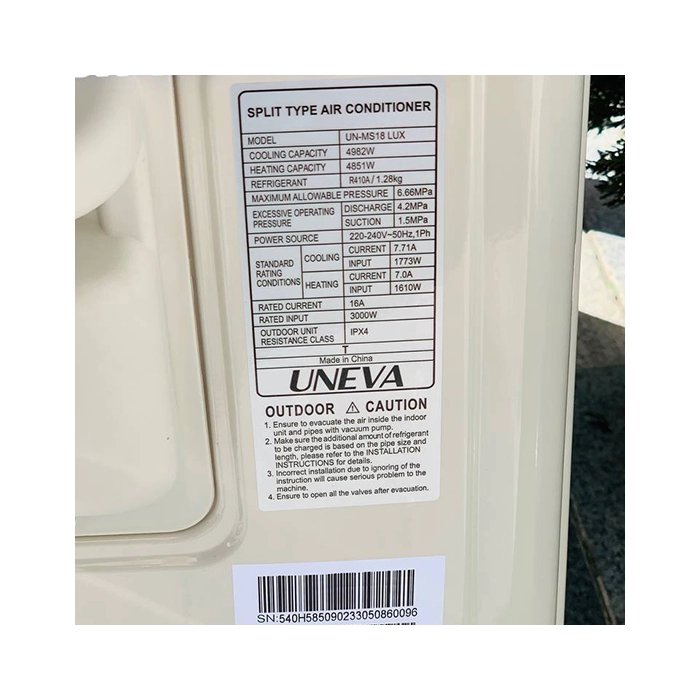 SPLIT TYPE AIR CONDITIONER
MODEL UN-MS18 LUX
COOLING CAPACITY 4982W
HEATING CAPACITY 4851W
REFRIGERANT R410A / 1.28kg
MAXIMUM ALLOWABLE PRESSURE 6.66MPa
EXCESSIVE OPERATING PRESSURE DISCHARGE 4.2MPa
SUCTION 1.5MPa
POWER SOURCE 220-240V~50Hz,1Ph
STANDARD RATING CONDITIONS COOLING CURRENT 7.71A
INPUT 1773W
HEATING CURRENT 7.0A
INPUT 1610W
RATED CURRENT 16A
RATED INPUT 3000W
OUTDOOR UNIT RESISTANCE CLASS IPX4
T
Made in China
UNEVA
OUTDOOR ⚠ CAUTION
1. Ensure to evacuate the air inside the indoor
unit and pipes with vacuum pump.
2. Make sure the additional amount of refrigerant
to be charged is based on the pipe size and
length, please refer to the INSTALLATION
INSTRUCTIONS for details.
3. Incorrect installation due to ignoring of the
instruction will cause serious problem to the
machine.
4. Ensure to open all the valves after evacuation.
SN:540H585090233050860096